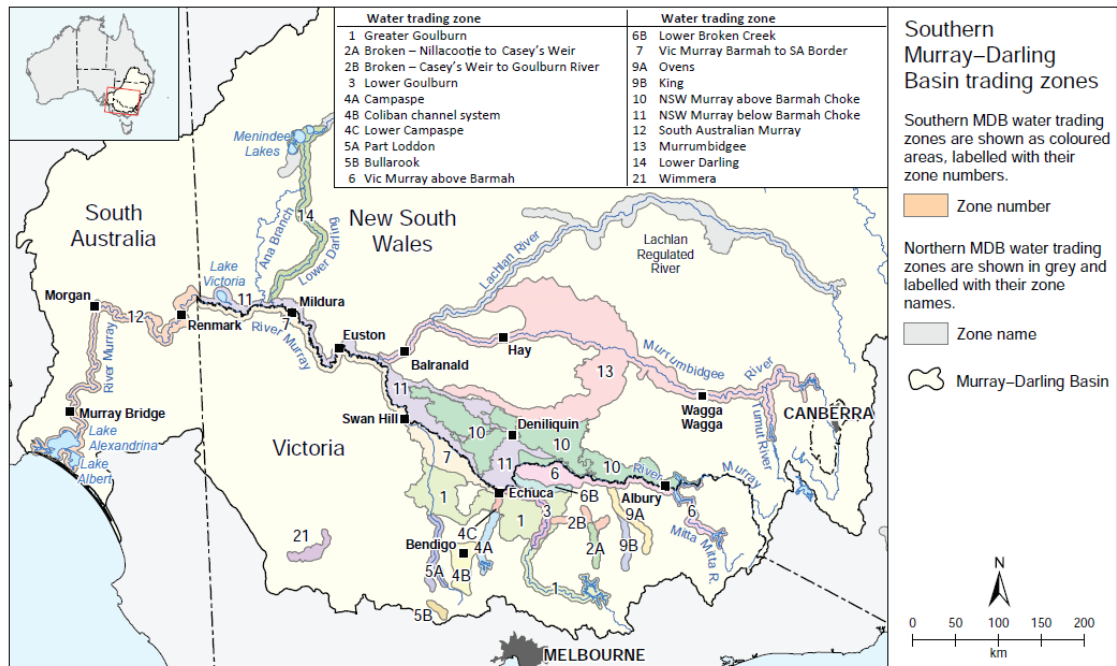 Water trading zone
1 Greater Goulburn
2A Broken – Nillacootie to Casey's Weir
2B Broken – Casey's Weir to Goulburn River
3 Lower Goulburn
4A Campaspe
4B Coliban channel system
4C Lower Campaspe
5A Part Loddon
5B Bullarook
6 Vic Murray above Barmah
Water trading zone
6B Lower Broken Creek
7 Vic Murray Barmah to SA Border
9A Ovens
9B King
10 NSW Murray above Barmah Choke
11 NSW Murray below Barmah Choke
12 South Australian Murray
13 Murrumbidgee
14 Lower Darling
21 Wimmera
Southern
Murray–Darling
Basin trading zones
Southern MDB water trading
zones are shown as coloured
areas, labelled with their
zone numbers.
Zone number
Northern MDB water trading
zones are shown in grey and
labelled with their zone
names.
Zone name
Murray–Darling Basin
N
0 50 100 150 200
km
Menindee
Lakes
South
Australia
New South
Wales
14
Ana Branch
Lower Darling
Lachlan River
Lachlan
Regulated
River
Lake
Victoria
11
Morgan
12
Renmark
Mildura
7
River Murray
River Murray
Euston
Balranald
Hay
Murrumbidgee
River
13
Murray Bridge
Lake
Alexandrina
Lake
Albert
Wagga
Wagga
Tumut River
CANBERRA
11
Swan Hill
Deniliquin
10
10
Victoria
7
11
6
10
River
Murray
Echuca
6B
Albury
1
1
3
2B
9A
6
Mitta Mitta R.
4C
4A
Bendigo
2A
9B
21
5A
4B
1
5B
MELBOURNE